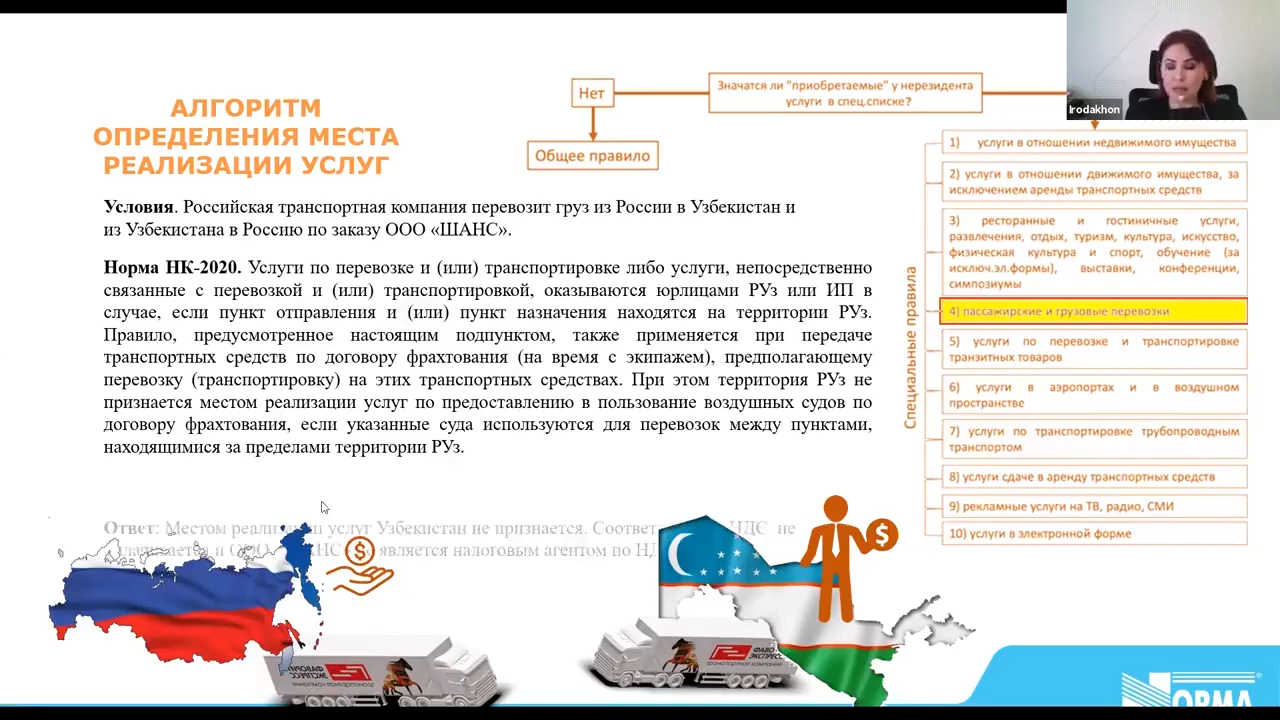 АЛГОРИТМ
ОПРЕДЕЛЕНИЯ МЕСТА
РЕАЛИЗАЦИИ УСЛУГ
Нет
Значатся ли "приобретаемые" у нерезидента
услуги в спец.списке?
Общее правило
Irodakhon
Условия. Российская транспортная компания перевозит груз из России в Узбекистан и
из Узбекистана в Россию по заказу ООО «ШАНС».
Норма НК-2020. Услуги по перевозке и (или) транспортировке либо услуги, непосредственно
связанные с перевозкой и (или) транспортировкой, оказываются юрлицами РУз или ИП в
случае, если пункт отправления и (или) пункт назначения находятся на территории РУз.
Правило, предусмотренное настоящим подпунктом, также применяется при передаче
транспортных средств по договору фрахтования (на время с экипажем), предполагающему
перевозку (транспортировку) на этих транспортных средствах. При этом территория РУз не
признается местом реализации услуг по предоставлению в пользование воздушных судов по
договору фрахтования, если указанные суда используются для перевозок между пунктами,
находящимися за пределами территории РУз.
Ответ: Местом услуг Узбекистан не признается. НДС не
является налоговым агентом по
Специальные правила
1) услуги в отношении недвижимого имущества
2) услуги в отношении движимого имущества, за
исключением аренды транспортных средств
3) ресторанные и гостиничные услуги,
развлечения, отдых, туризм, культура, искусство,
физическая культура и спорт, обучение (за
исключ.эл.формы), выставки, конференции,
симпозиумы
4) пассажирские и грузовые перевозки
5) услуги по перевозке и транспортировке
транзитных товаров
6) услуги в аэропортах и в воздушном
пространстве
7) услуги по транспортировке трубопроводным
транспортом
8) услуги сдаче в аренду транспортных средств
9) рекламные услуги на ТВ, радио, СМИ
10) услуги в электронной форме
ЭКСПРЕСС
ОРМА